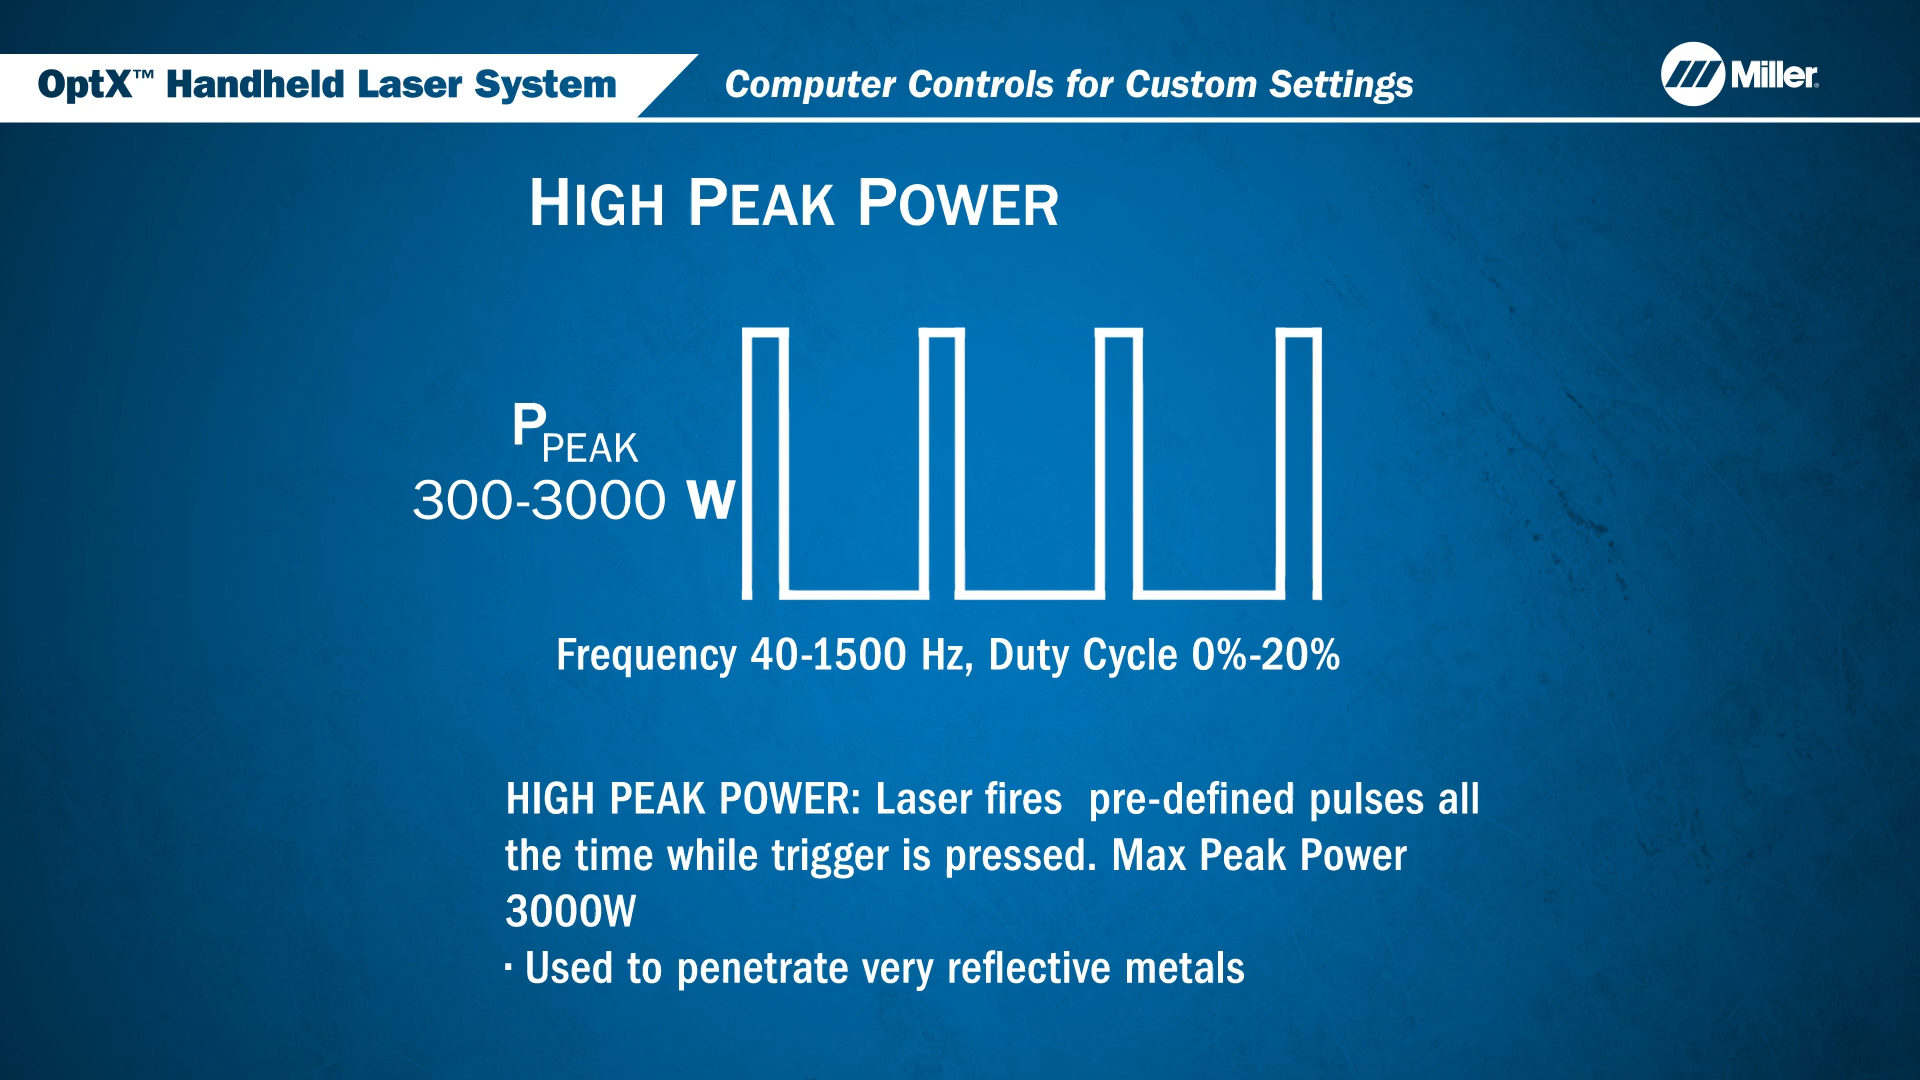 OptX™ Handheld Laser System
Computer Controls for Custom Settings
Miller®
HIGH PEAK POWER
PPEAK
300-3000 W
Frequency 40-1500 Hz, Duty Cycle 0%-20%
HIGH PEAK POWER: Laser fires  pre-defined pulses all
the time while trigger is pressed. Max Peak Power
3000W
· Used to penetrate very reflective metals